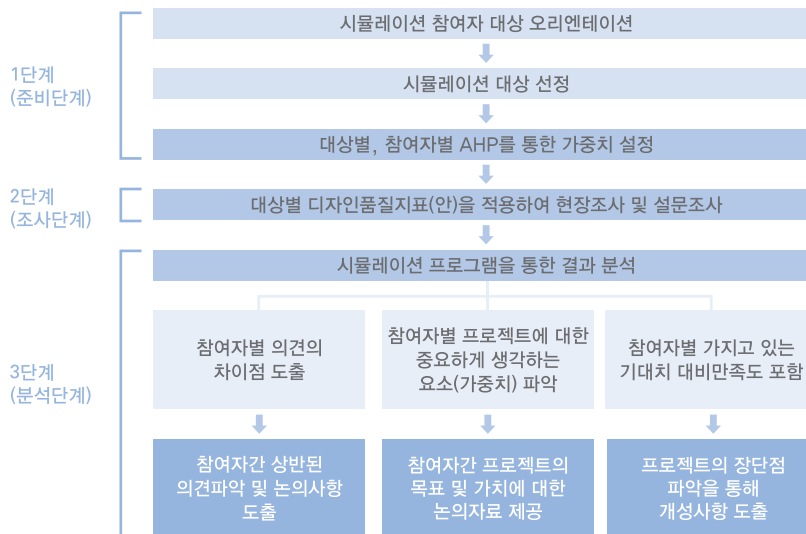 1단계
(준비단계)
시뮬레이션 참여자 대상 오리엔테이션
시뮬레이션 대상 선정
대상별, 참여자별 AHP를 통한 가중치 설정
2단계
(조사단계)
대상별 디자인품질지표(안)을 적용하여 현장조사 및 설문조사
3단계
(분석단계)
시뮬레이션 프로그램을 통한 결과 분석
참여자별 의견의
차이점 도출
참여자별 프로젝트에 대한
중요하게 생각하는
요소(가중치) 파악
참여자별 가지고 있는
기대치 대비만족도 포함
참여자간 상반된
의견파악 및 논의사항
도출
참여자간 프로젝트의
목표 및 가치에 대한
논의자료 제공
프로젝트의 장단점
파악을 통해
개성사항 도출